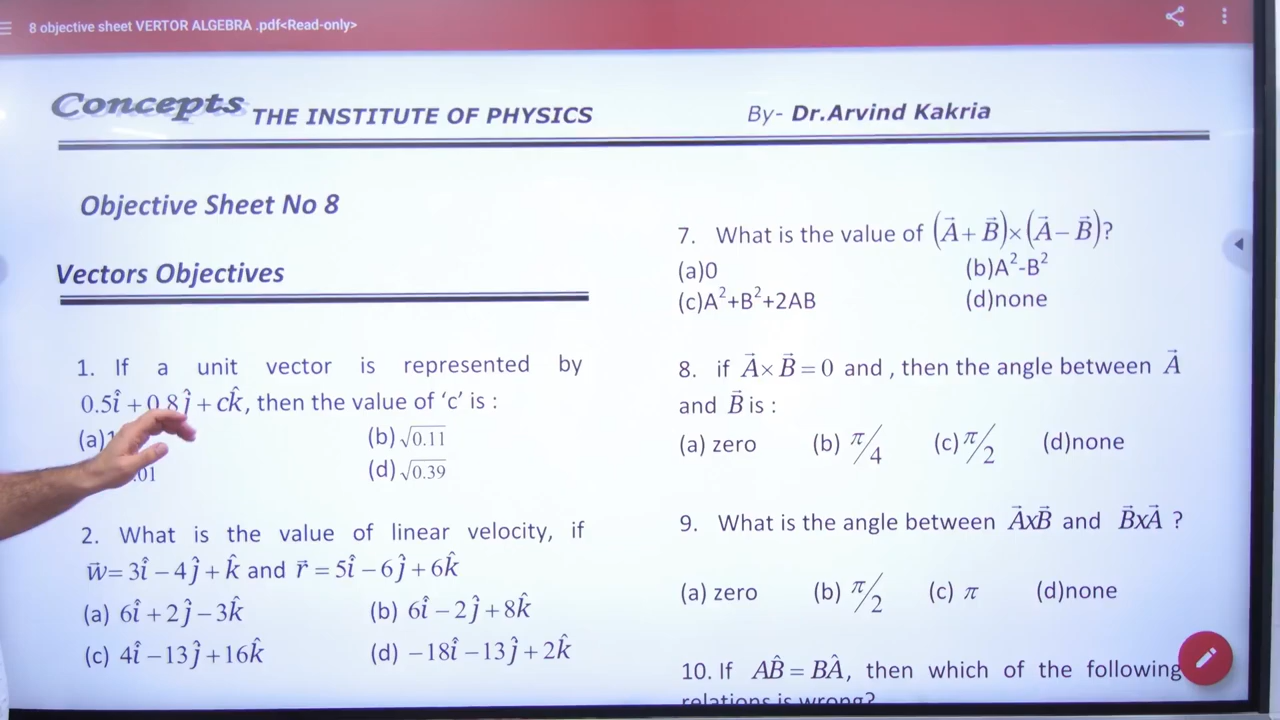 8 objective sheet VERTOR ALGEBRA .pdf<Read-only>
Concepts THE INSTITUTE OF PHYSICS By- Dr.Arvind Kakria
Objective Sheet No 8
Vectors Objectives
1. If a unit vector is represented by
0.5î + 0.8ĵ + ck̂, then the value of 'c' is :
(a) (b) √0.11
(d) √0.39
2. What is the value of linear velocity, if
w⃗= 3î − 4ĵ + k̂ and r⃗ = 5î − 6ĵ + 6k̂
(a) 6î + 2ĵ − 3k̂ (b) 6î − 2ĵ + 8k̂
(c) 4î − 13ĵ + 16k̂ (d) −18î − 13ĵ + 2k̂
7. What is the value of (A⃗ + B⃗)×(A⃗ − B⃗)?
(a)0 (b)A²-B²
(c)A²+B²+2AB (d)none
8. if A⃗× B⃗ = 0 and , then the angle between A⃗
and B⃗ is :
(a) zero (b) π/4 (c) π/2 (d)none
9. What is the angle between A⃗xB⃗ and B⃗xA⃗ ?
(a) zero (b) π/2 (c) π (d)none
10. If AB̂ = BÂ, then which of the following
relations is wrong?